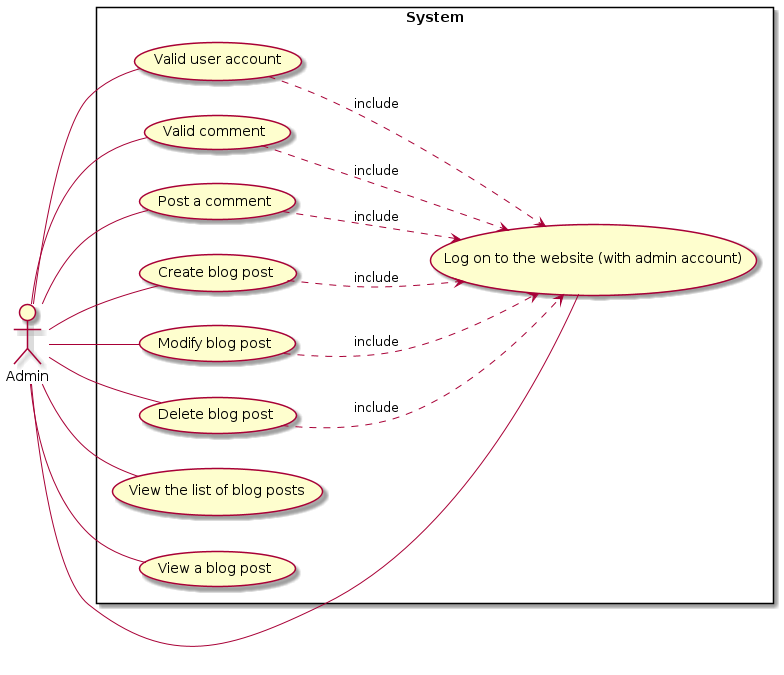 System
Valid user account
include
Valid comment
include
Post a comment
include
Log on to the website (with admin account)
Create blog post
include
Modify blog post
include
Admin
Delete blog post
include
View the list of blog posts
View a blog post